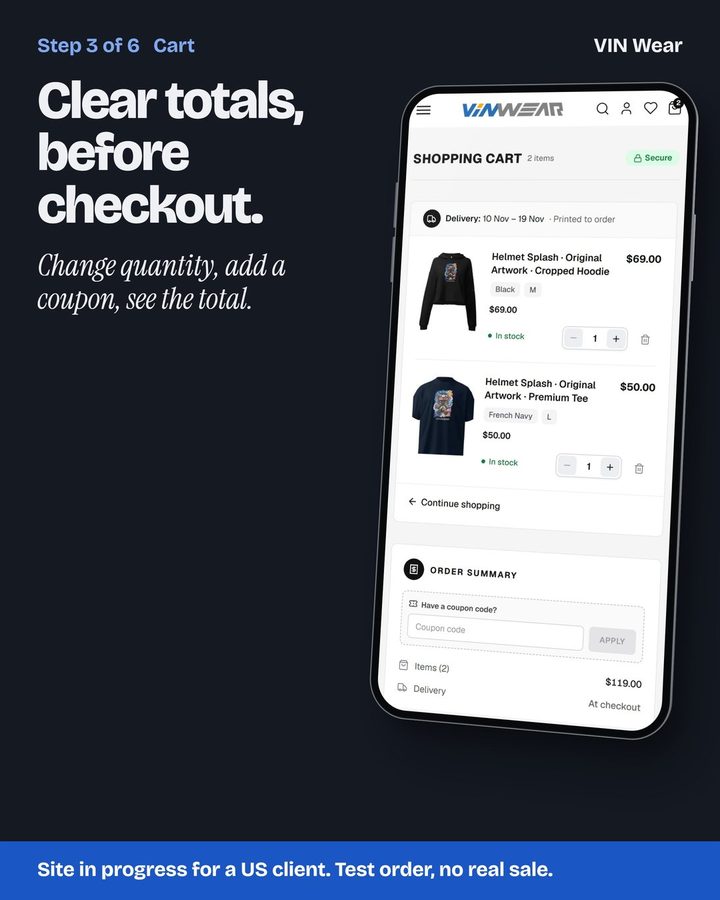 Step 3 of 6 Cart
VIN Wear
Clear totals,
before
checkout.
Change quantity, add a
coupon, see the total.
VINWEAR
2
SHOPPING CART 2 items
Secure
Delivery: 10 Nov – 19 Nov · Printed to order
Helmet Splash · Original
Artwork · Cropped Hoodie
$69.00
Black M
$69.00
In stock
− 1 +
Helmet Splash · Original
Artwork · Premium Tee
$50.00
French Navy L
$50.00
In stock
− 1 +
← Continue shopping
ORDER SUMMARY
Have a coupon code?
Coupon code
APPLY
Items (2)
$119.00
Delivery
At checkout
Site in progress for a US client. Test order, no real sale.